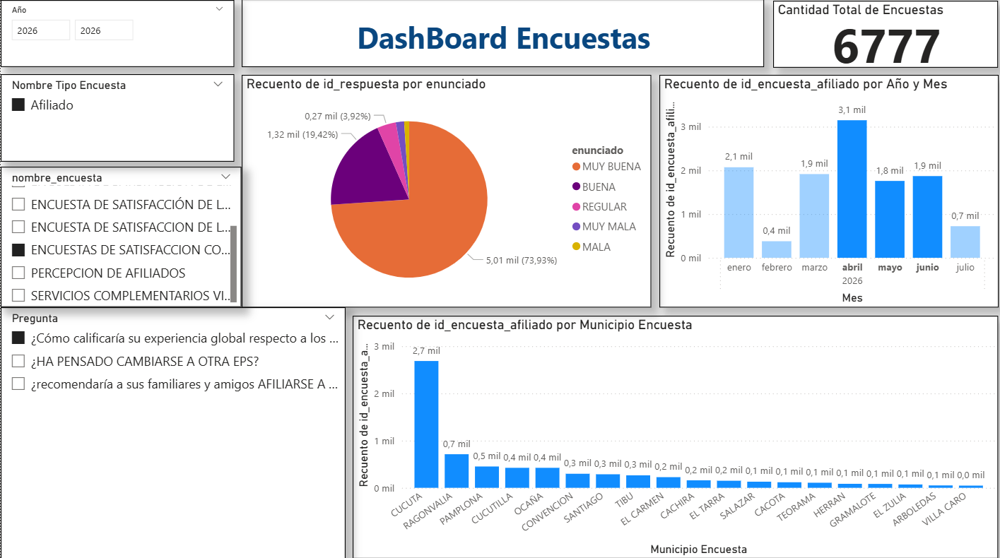 Año
2026 2026
DashBoard Encuestas
Cantidad Total de Encuestas
6777
Nombre Tipo Encuesta
Afiliado
nombre_encuesta
ENCUESTA DE SATISFACCIÓN DE L...
ENCUESTA DE SATISFACCION DE L...
ENCUESTAS DE SATISFACCION CO...
PERCEPCION DE AFILIADOS
SERVICIOS COMPLEMENTARIOS VI...
Recuento de id_respuesta por enunciado
0,27 mil (3,92%)
1,32 mil (19,42%)
5,01 mil (73,93%)
enunciado
MUY BUENA
BUENA
REGULAR
MUY MALA
MALA
Recuento de id_encuesta_afiliado por Año y Mes
Recuento de id_encuesta_afili...
3 mil
2 mil
1 mil
0 mil
2,1 mil
0,4 mil
1,9 mil
3,1 mil
1,8 mil
1,9 mil
0,7 mil
enero febrero marzo abril mayo junio julio
2026
Mes
Pregunta
¿Cómo calificaría su experiencia global respecto a los ...
¿HA PENSADO CAMBIARSE A OTRA EPS?
¿recomendaría a sus familiares y amigos AFILIARSE A ...
Recuento de id_encuesta_afiliado por Municipio Encuesta
Recuento de id_encuesta_a...
3 mil
2 mil
1 mil
0 mil
2,7 mil
0,7 mil
0,5 mil
0,4 mil
0,4 mil
0,3 mil
0,3 mil
0,3 mil
0,2 mil
0,2 mil
0,2 mil
0,1 mil
0,1 mil
0,1 mil
0,1 mil
0,1 mil
0,1 mil
0,1 mil
0,0 mil
CUCUTA
RAGONVALIA
PAMPLONA
CUCUTILLA
OCAÑA
CONVENCION
SANTIAGO
TIBU
EL CARMEN
CACHIRA
EL TARRA
SALAZAR
CACOTA
TEORAMA
HERRAN
GRAMALOTE
EL ZULIA
ARBOLEDAS
VILLA CARO
Municipio Encuesta